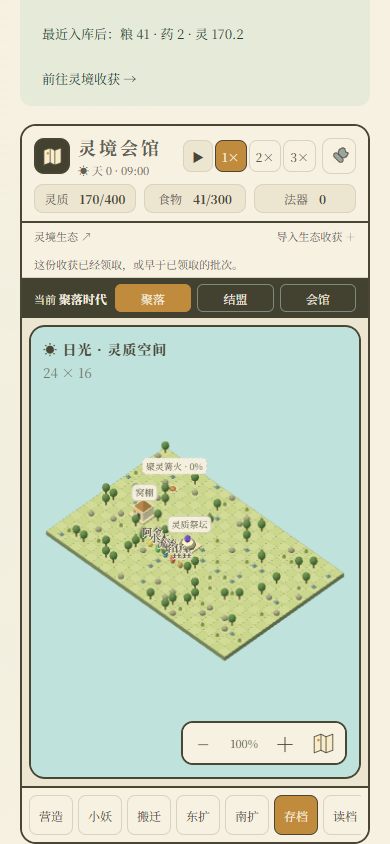 最近入库后：粮 41 · 药 2 · 灵 170.2
前往灵境收获 →
灵境会馆
☀ 天 0 · 09:00
▶ 1× 2× 3×
灵质 170/400 食物 41/300 法器 0
灵境生态 ↗ 导入生态收获 +
这份收获已经领取，或早于已领取的批次。
当前 聚落时代 聚落 结盟 会馆
☀ 日光 · 灵质空间
24 × 16
聚灵篝火 · 0%
窝棚
灵质祭坛
− 100% +
营造 小妖 搬迁 东扩 南扩 存档 读档